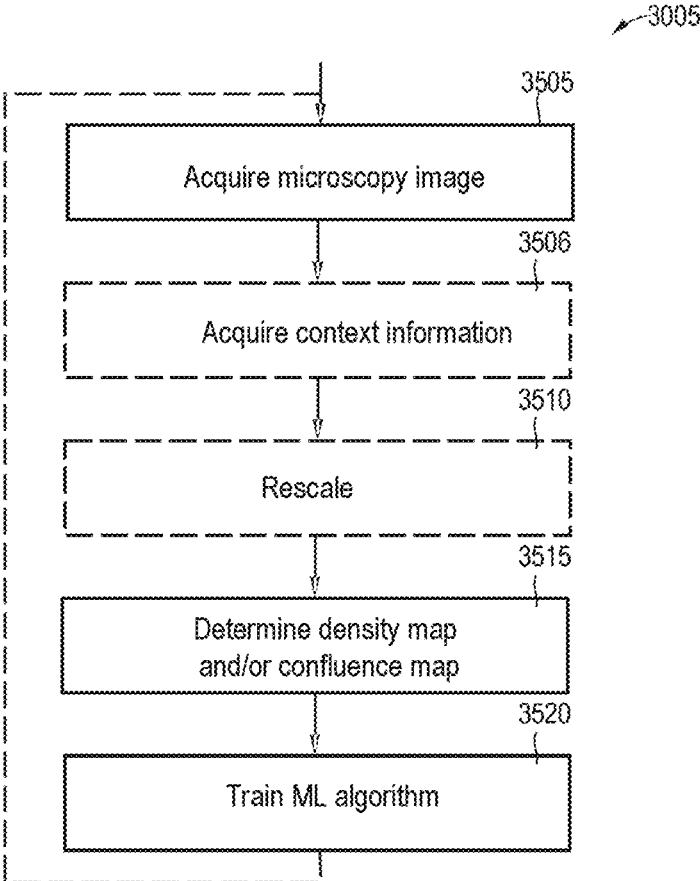 3005
3505
Acquire microscopy image
3506
Acquire context information
3510
Rescale
3515
Determine density map
and/or confluence map
3520
Train ML algorithm